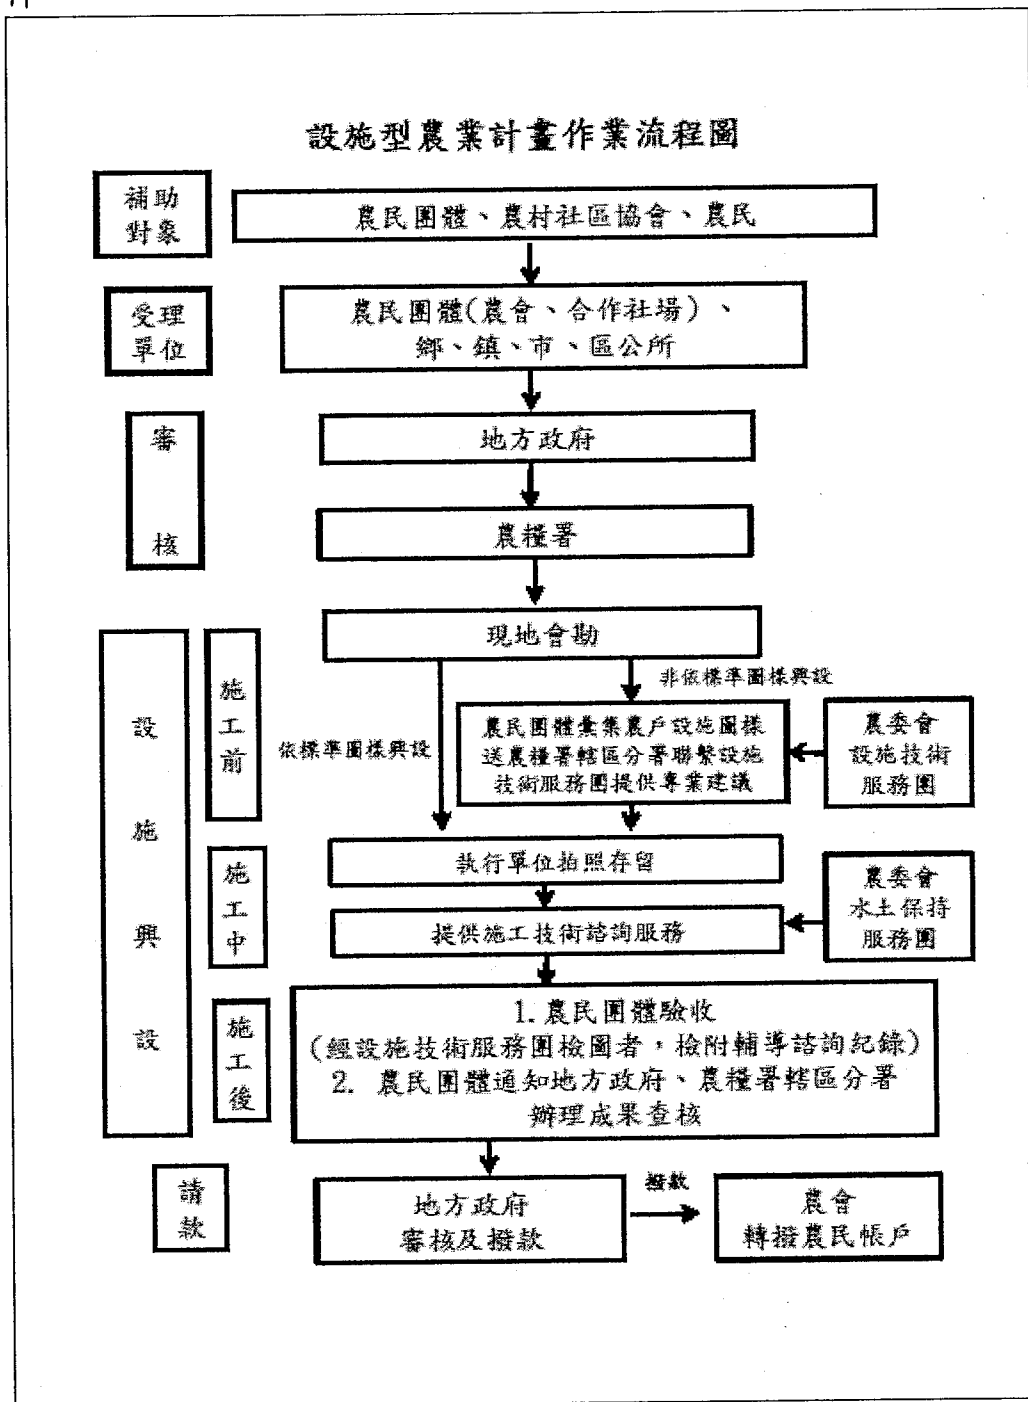 設施型農業計畫作業流程圖
補助
對象
農民團體、農村社區協會、農民
受理
單位
農民團體(農會、合作社場)、
鄉、鎮、市、區公所
審
核
地方政府
農糧署
現地會勘
設
施
興
設
施
工
前
依標準圖樣興設
非依標準圖樣興設
農民團體彙集農戶設施圖樣
送農糧署轄區分署聯繫設施
技術服務團提供專業建議
農委會
設施技術
服務團
施
工
中
執行單位拍照存留
提供施工技術諮詢服務
農委會
水土保持
服務團
施
工
後
1. 農民團體驗收
(經設施技術服務團檢圖者，檢附輔導諮詢紀錄)
2. 農民團體通知地方政府、農糧署轄區分署
辦理成果查核
請
款
地方政府
審核及撥款
撥款
農會
轉撥農民帳戶